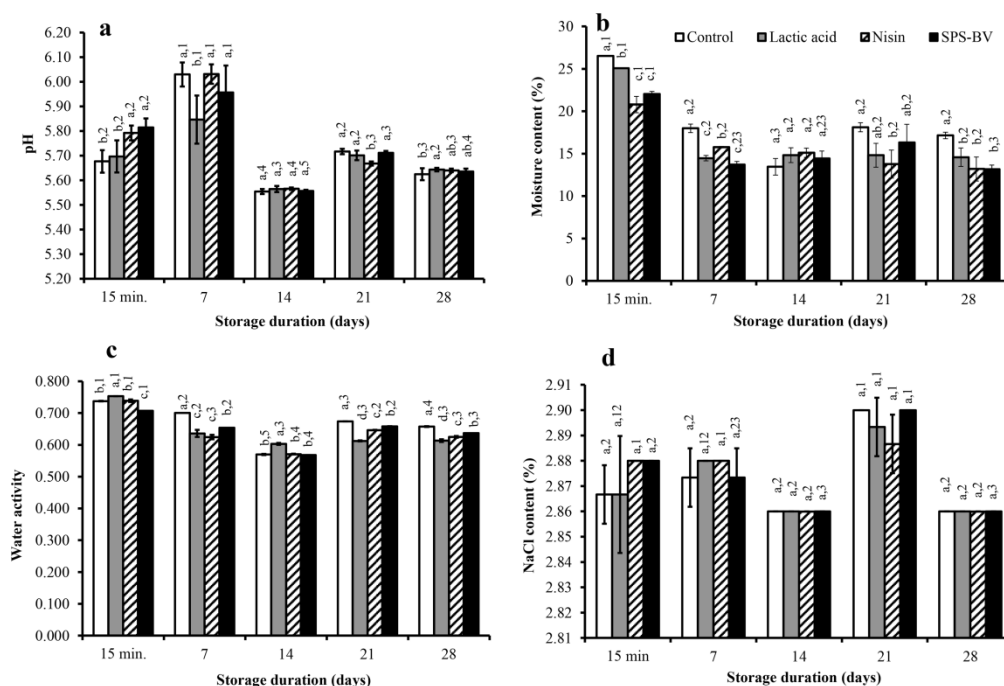 a
6.20
6.10
6.00
5.90
5.80
5.70
5.60
5.50
5.40
5.30
5.20
pH
b,2 b,2 a,2 a,2
a,1 b,1 a,1 a,1
a,4 a,4 a,4 a,5
a,2 a,2 b,3 a,3
b,3 a,2 ab,3 ab,4
15 min. 7 14 21 28
Storage duration (days)
b
Control Lactic acid Nisin SPS-BV
30
25
20
15
10
5
0
Moisture content (%)
a,1 b,1 c,1 c,1
a,2 c,2 b,2 c,23
a,3 a,2 a,2 a,23
a,2 ab,2 b,2 ab,2
a,2 b,2 b,2 b,3
15 min. 7 14 21 28
Storage duration (days)
c
0.800
0.700
0.600
0.500
0.400
0.300
0.200
0.100
0.000
Water activity
b,1 a,1 b,1 c,1
a,2 c,2 c,3 b,2
b,5 a,3 b,4 b,4
a,3 d,3 c,2 b,2
a,4 d,3 c,3 b,3
15 min. 7 14 21 28
Storage duration (days)
d
2.91
2.90
2.89
2.88
2.87
2.86
2.85
2.84
2.83
2.82
2.81
NaCl content (%)
a,2 a,12 a,1 a,2
a,2 a,12 a,1 a,23
a,2 a,2 a,2 a,3
a,1 a,1 a,1 a,1
a,2 a,2 a,2 a,3
15 min 7 14 21 28
Storage duration (days)